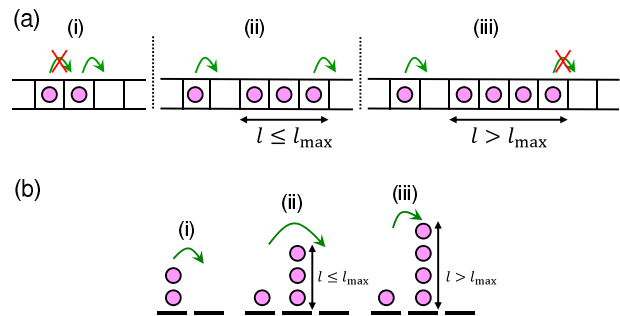 (a) (i) (ii) (iii)
l ≤ l_max l > l_max
(b) (i) (ii) (iii)
l ≤ l_max l > l_max